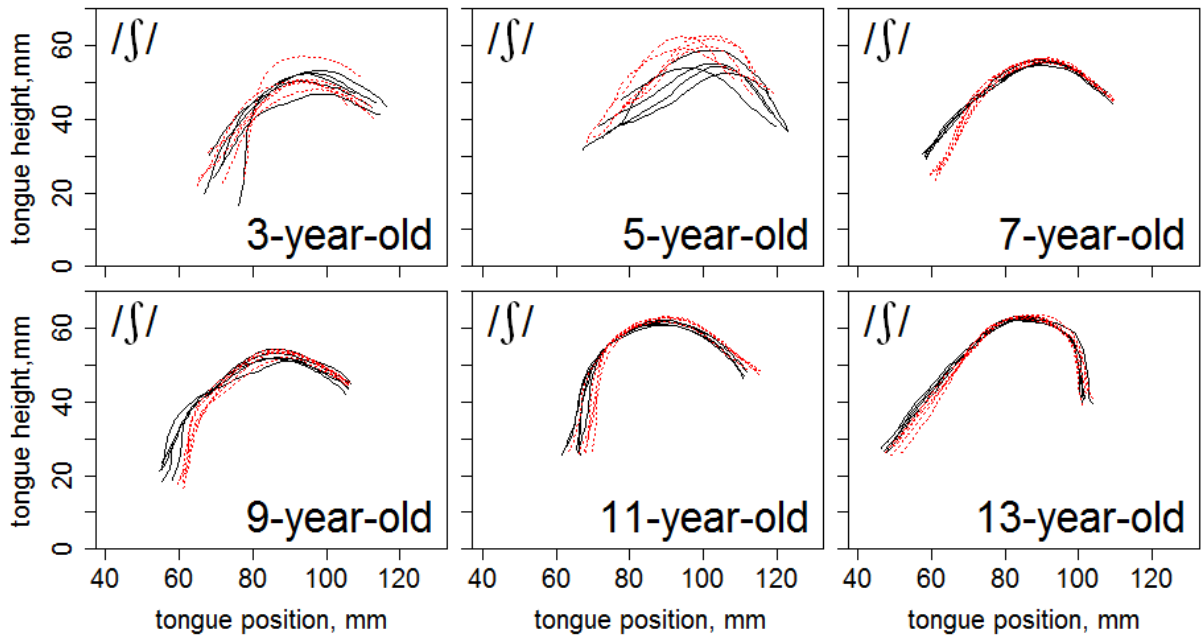 /ʃ/ /ʃ/ /ʃ/
tongue height,mm
0 20 40 60
3-year-old 5-year-old 7-year-old
/ʃ/ /ʃ/ /ʃ/
tongue height,mm
0 20 40 60
9-year-old 11-year-old 13-year-old
40 60 80 100 120 40 60 80 100 120 40 60 80 100 120
tongue position, mm tongue position, mm tongue position, mm